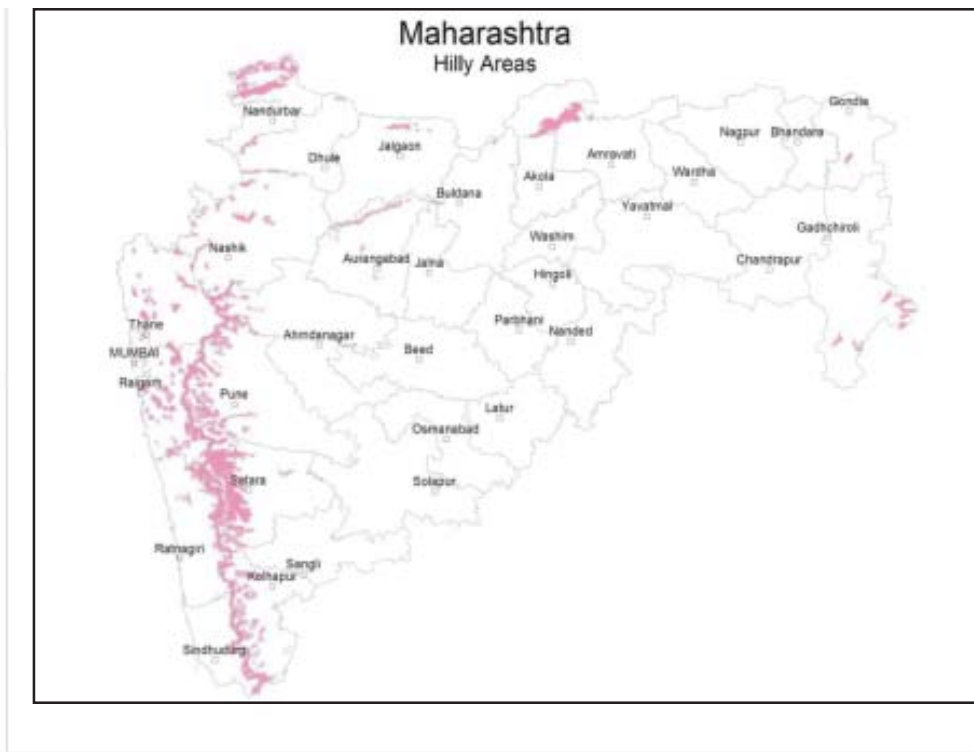 Maharashtra
Hilly Areas
Nandurbar
Gondia
Nagpur
Bhandara
Dhule
Jalgaon
Amravati
Akola
Wardha
Buldana
Yavatmal
Gadhchiroli
Nashik
Washim
Aurangabad
Jalna
Chandrapur
Hingoli
Thane
Ahmdanagar
Parbhani
Nanded
MUMBAI
Beed
Raigarh
Pune
Latur
Osmanabad
Satara
Solapur
Ratnagiri
Sangli
Kolhapur
Sindhudurg